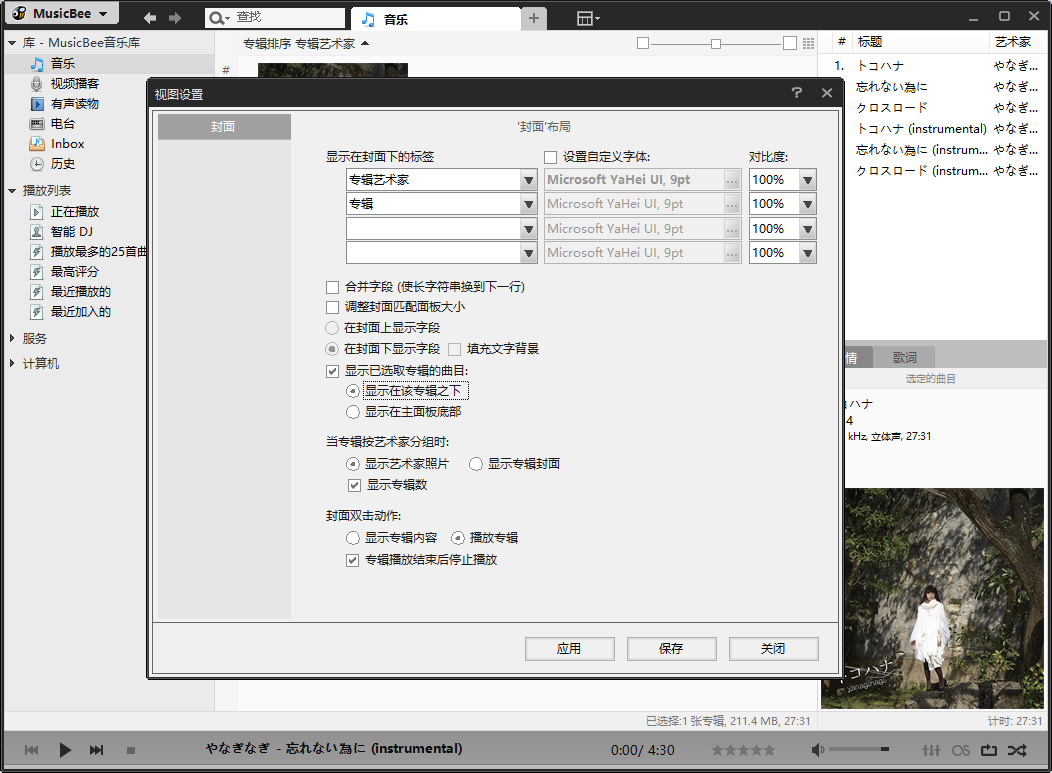 MusicBee
查找
音乐
库 - MusicBee音乐库
音乐
视频播客
有声读物
电台
Inbox
历史
播放列表
正在播放
智能 DJ
播放最多的25首曲
最高评分
最近播放的
最近加入的
服务
计算机
专辑排序 专辑艺术家
#
视图设置
封面
'封面'布局
显示在封面下的标签 设置自定义字体: 对比度:
专辑艺术家 Microsoft YaHei UI, 9pt ... 100%
专辑 Microsoft YaHei UI, 9pt ... 100%
Microsoft YaHei UI, 9pt ... 100%
Microsoft YaHei UI, 9pt ... 100%
合并字段 (使长字符串换到下一行)
调整封面匹配面板大小
在封面上显示字段
在封面下显示字段 填充文字背景
显示已选取专辑的曲目:
显示在该专辑之下
显示在主面板底部
当专辑按艺术家分组时:
显示艺术家照片 显示专辑封面
显示专辑数
封面双击动作:
显示专辑内容 播放专辑
专辑播放结束后停止播放
应用 保存 关闭
# 标题 艺术家
1. トコハナ やなぎ...
忘れない為に やなぎ...
クロスロード やなぎ...
トコハナ (instrumental) やなぎ...
忘れない為に (instrum... やなぎ...
クロスロード (instrum... やなぎ...
情 歌词
选定的曲目
コハナ
4
kHz, 立体声, 27:31
トコハナ
yanaginagi
已选择:1 张专辑, 211.4 MB, 27:31
计时: 27:31
やなぎなぎ - 忘れない為に (instrumental)
0:00/ 4:30